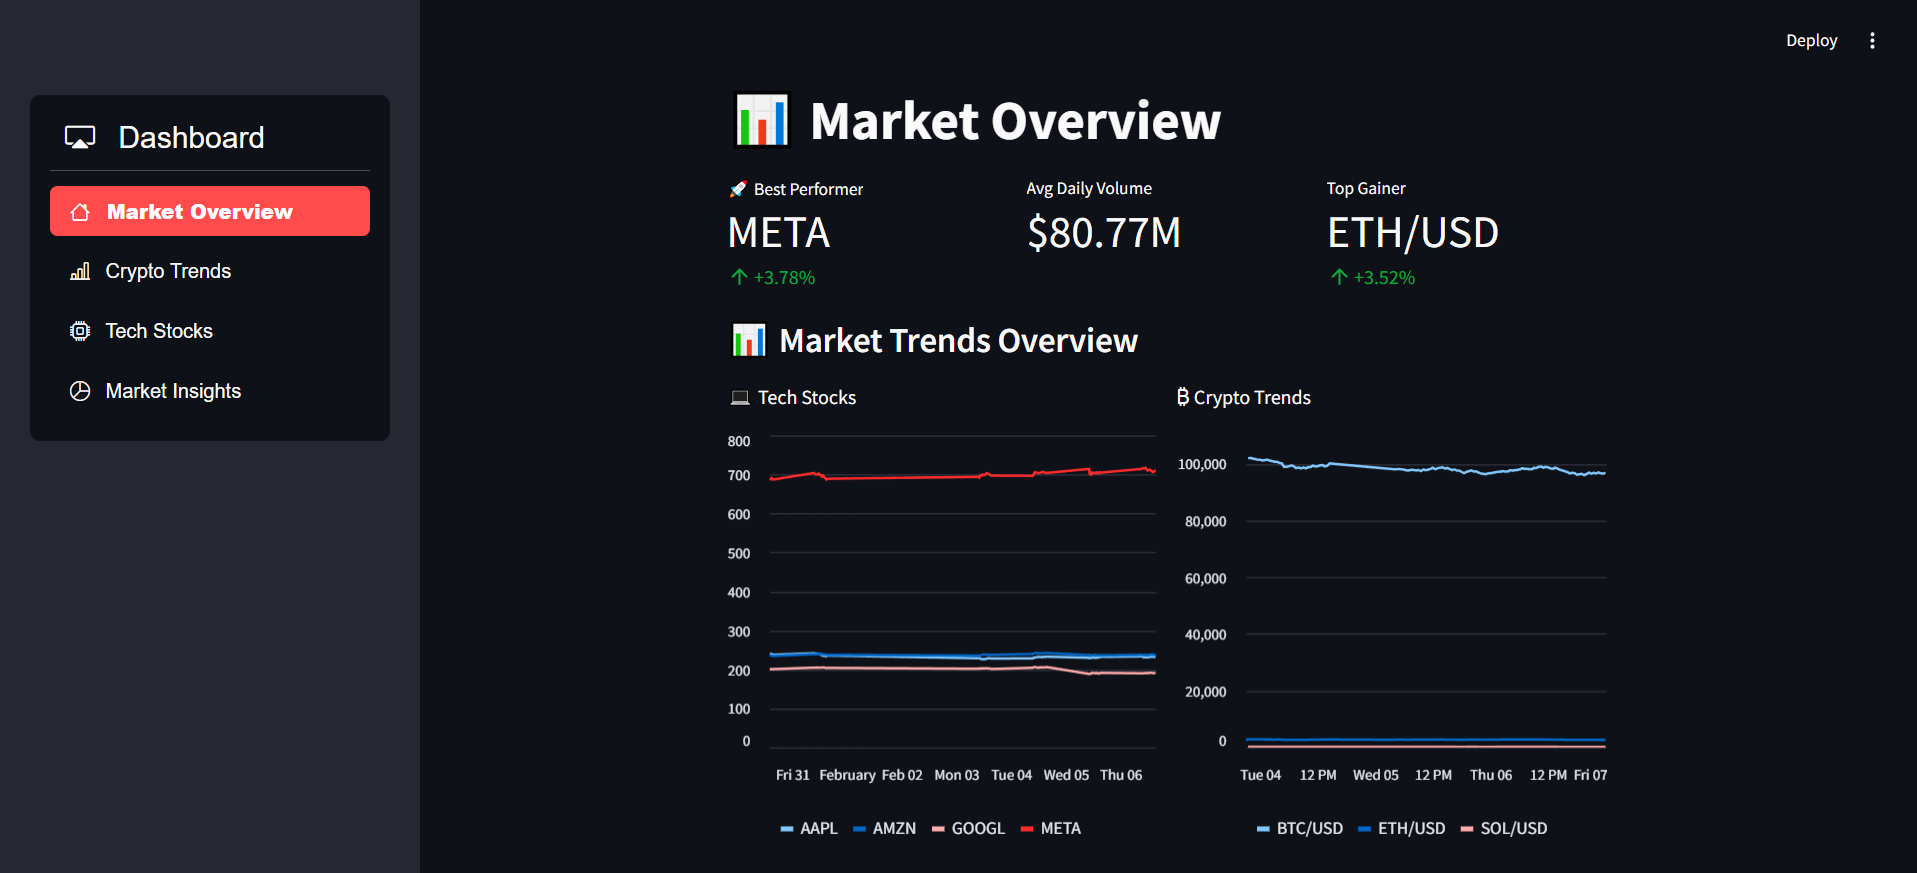 Deploy
Dashboard
Market Overview
Crypto Trends
Tech Stocks
Market Insights
Market Overview
Best Performer
META
+3.78%
Avg Daily Volume
$80.77M
Top Gainer
ETH/USD
+3.52%
Market Trends Overview
Tech Stocks
800
700
600
500
400
300
200
100
0
Fri 31 February Feb 02 Mon 03 Tue 04 Wed 05 Thu 06
AAPL AMZN GOOGL META
₿ Crypto Trends
100,000
80,000
60,000
40,000
20,000
0
Tue 04 12 PM Wed 05 12 PM Thu 06 12 PM Fri 07
BTC/USD ETH/USD SOL/USD